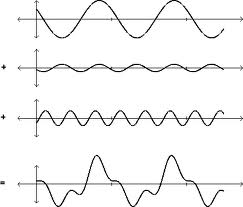 +
+
=